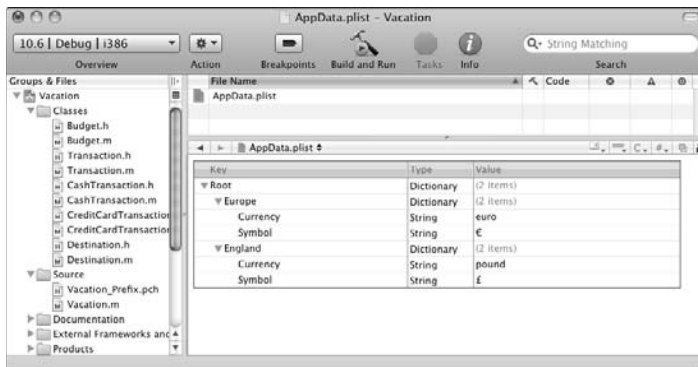 AppData.plist – Vacation
10.6 | Debug | i386
Overview
Action
Breakpoints
Build and Run
Tasks
Info
String Matching
Search
Groups & Files
Vacation
Classes
Budget.h
Budget.m
Transaction.h
Transaction.m
CashTransaction.h
CashTransaction.m
CreditCardTransaction
CreditCardTransaction
Destination.h
Destination.m
Source
Vacation_Prefix.pch
Vacation.m
Documentation
External Frameworks and
Products
File Name
Code
AppData.plist
AppData.plist
Key Type Value
Root Dictionary (2 items)
Europe Dictionary (2 items)
Currency String euro
Symbol String €
England Dictionary (2 items)
Currency String pound
Symbol String £